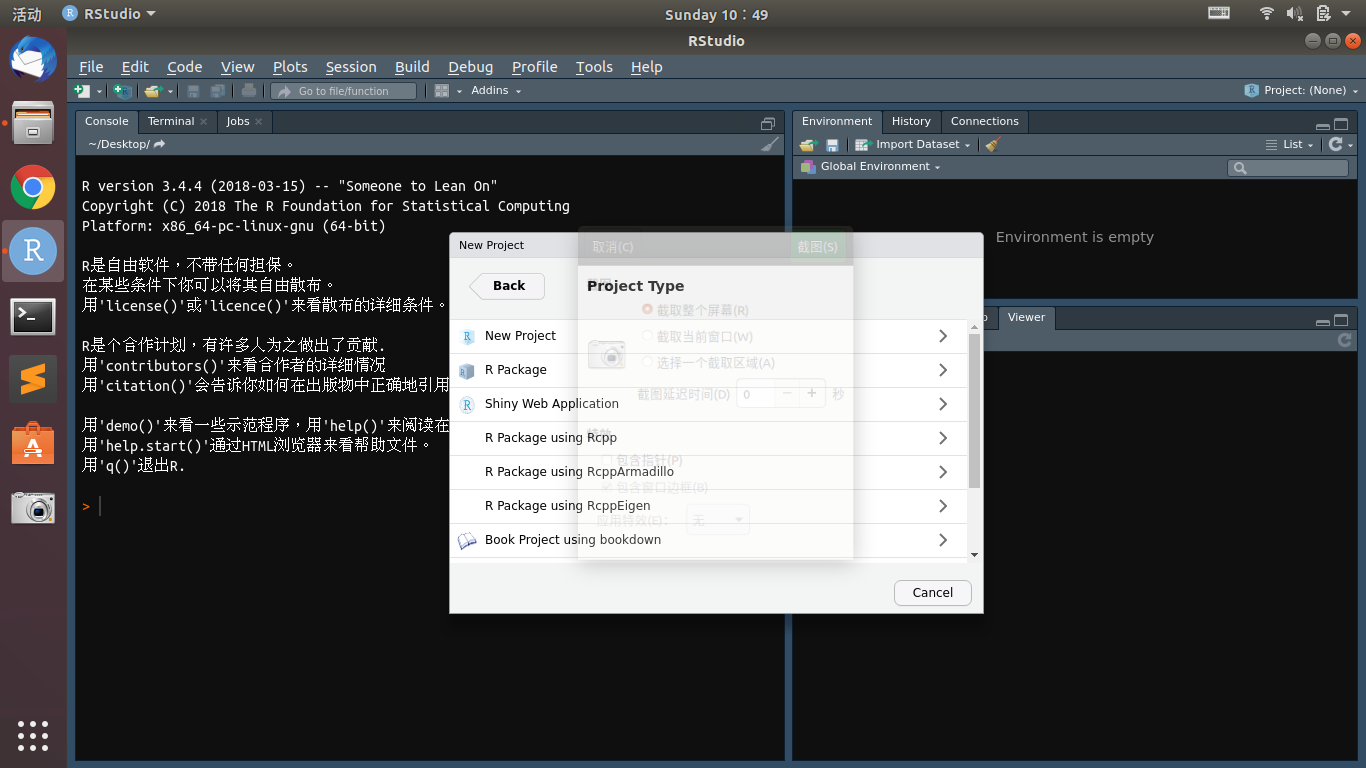 活动
RStudio
Sunday 10：49
RStudio
File Edit Code View Plots Session Build Debug Profile Tools Help
Go to file/function
Addins
Project: (None)
Console Terminal Jobs
~/Desktop/
R version 3.4.4 (2018-03-15) -- "Someone to Lean On"
Copyright (C) 2018 The R Foundation for Statistical Computing
Platform: x86_64-pc-linux-gnu (64-bit)
R是自由软件，不带任何担保。
在某些条件下你可以将其自由散布。
用'license()'或'licence()'来看散布的详细条件。
R是个合作计划，有许多人为之做出了贡献.
用'contributors()'来看合作者的详细情况
用'citation()'会告诉你如何在出版物中正确地引用
用'demo()'来看一些示范程序，用'help()'来阅读在
用'help.start()'通过HTML浏览器来看帮助文件。
用'q()'退出R.
>
Environment History Connections
Import Dataset
List
Global Environment
Environment is empty
Viewer
New Project
Back
Project Type
New Project
R Package
Shiny Web Application
R Package using Rcpp
R Package using RcppArmadillo
R Package using RcppEigen
Book Project using bookdown
Cancel
取消(C)
截图(S)
截取整个屏幕(R)
截取当前窗口(W)
选择一个截取区域(A)
截图延迟时间(D) 0 − + 秒
特效
包含指针(P)
包含窗口边框(B)
应用特效(E)： 无